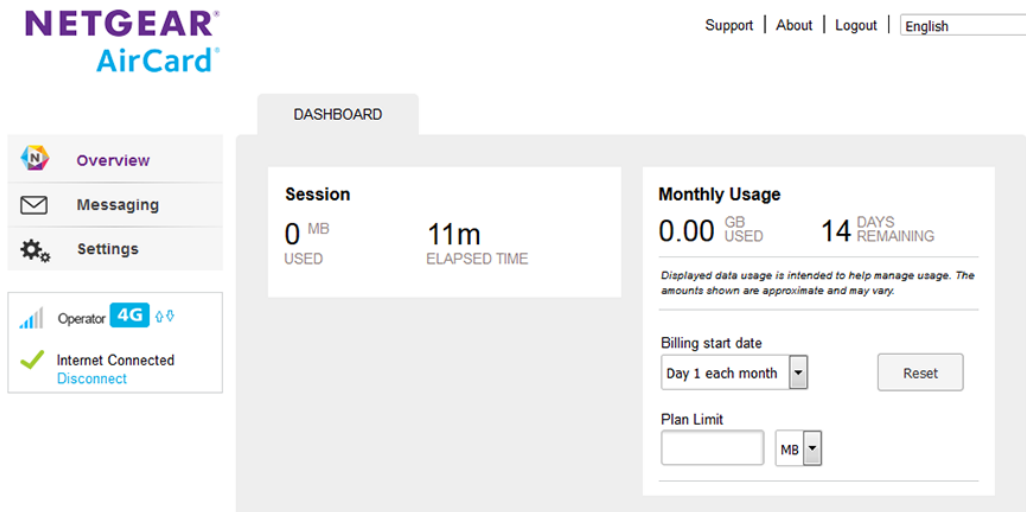 NETGEAR®
AirCard®
Support | About | Logout | English
DASHBOARD
N Overview
Messaging
Settings
Operator 4G
Internet Connected
Disconnect
Session
0 MB
USED
11m
ELAPSED TIME
Monthly Usage
0.00 GB USED
14 DAYS REMAINING
Displayed data usage is intended to help manage usage. The
amounts shown are approximate and may vary.
Billing start date
Day 1 each month
Reset
Plan Limit
MB